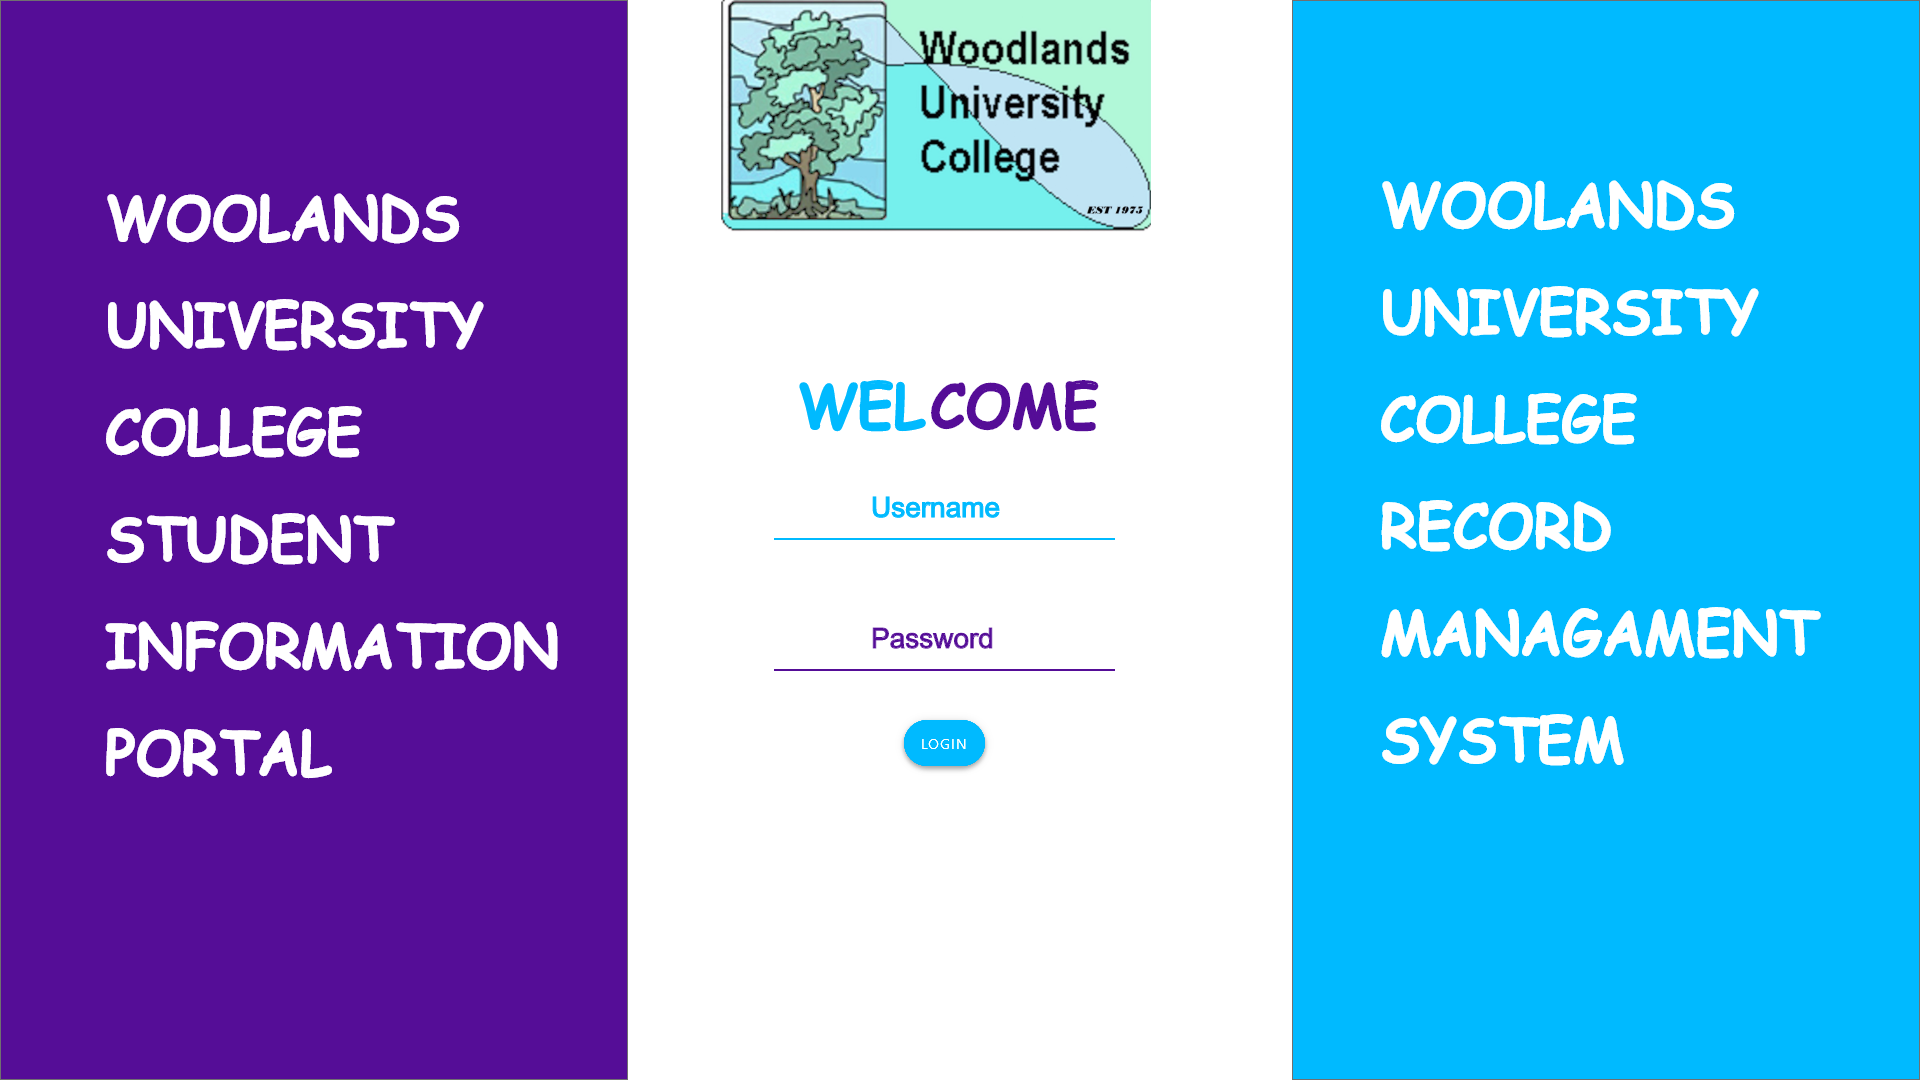 WOOLANDS
UNIVERSITY
COLLEGE
STUDENT
INFORMATION
PORTAL
Woodlands
University
College
EST 1975
WELCOME
Username
Password
LOGIN
WOOLANDS
UNIVERSITY
COLLEGE
RECORD
MANAGAMENT
SYSTEM